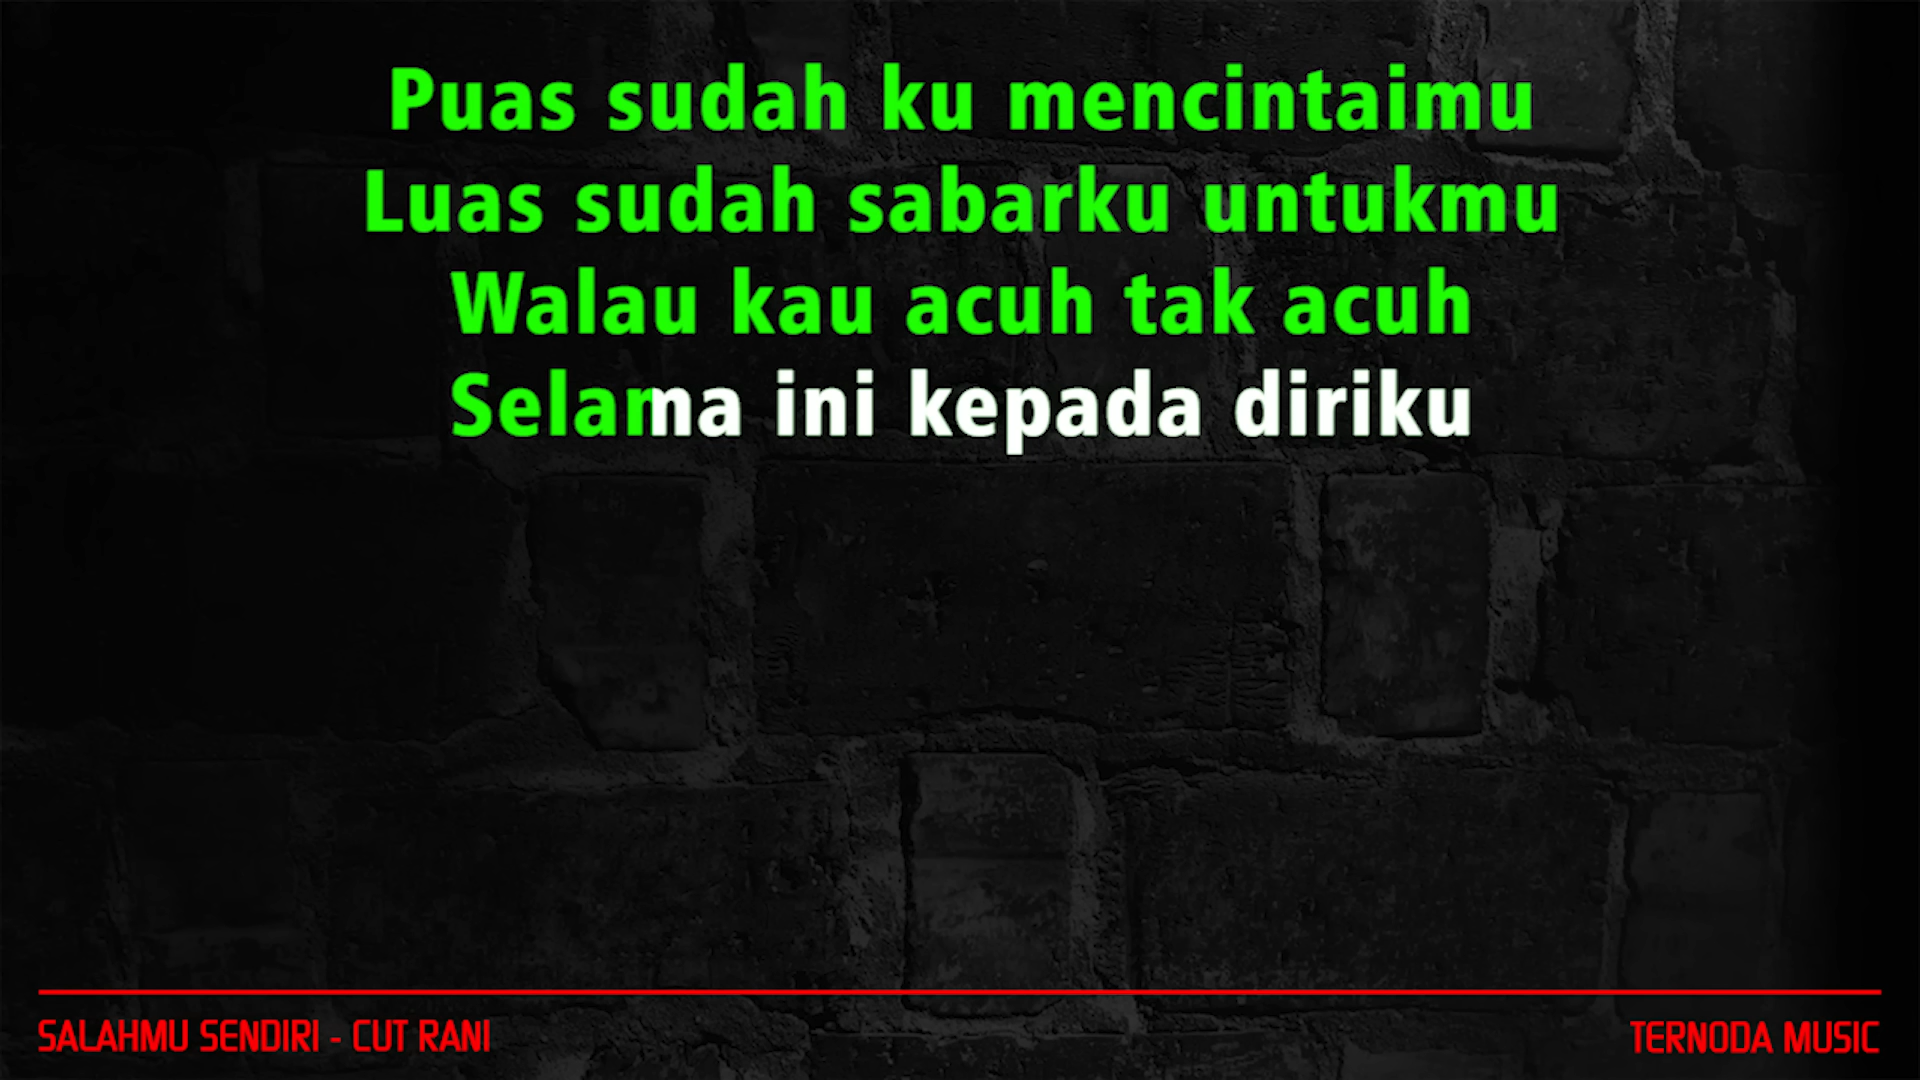 Puas sudah ku mencintaimu
Luas sudah sabarku untukmu
Walau kau acuh tak acuh
Selama ini kepada diriku
SALAHMU SENDIRI - CUT RANI
TERNODA MUSIC